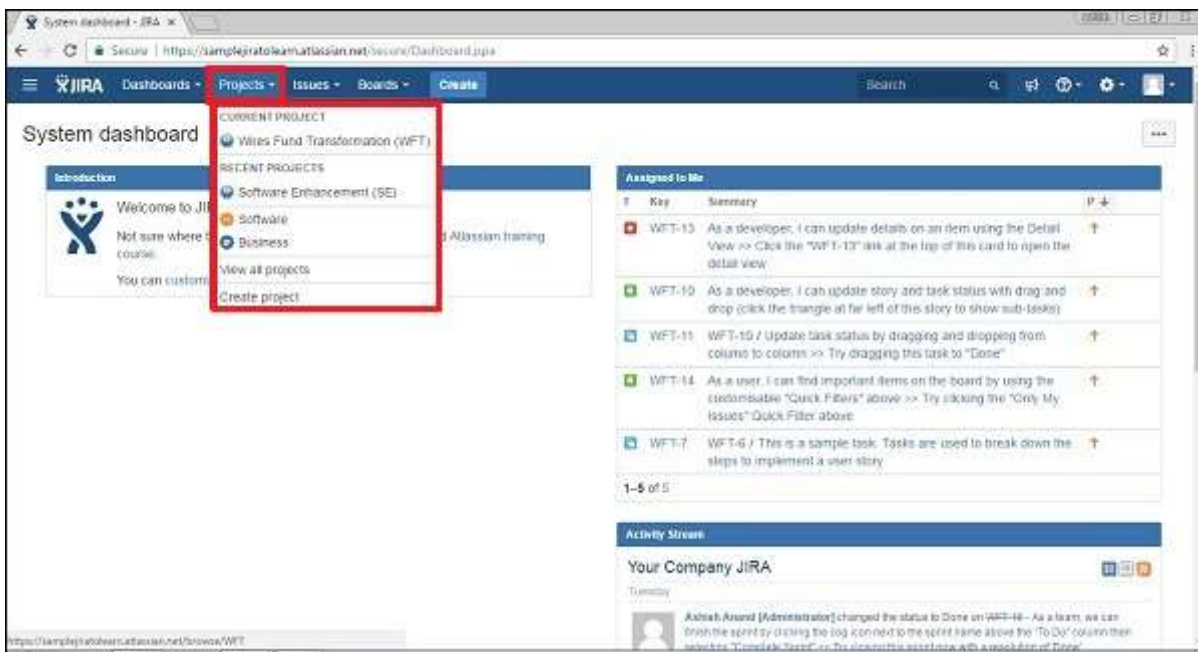 System dashboard - JIRA
Secure | https://samplejiratolearn.atlassian.net/secure/Dashboard.jspa
JIRA Dashboards Projects Issues Boards Create Search
System dashboard
CURRENT PROJECT
Wires Fund Transformation (WFT)
RECENT PROJECTS
Software Enhancement (SE)
Software
Business
View all projects
Create project
Introduction
Welcome to JI
Not sure where t
d Atlassian training
course.
You can custom
Assigned to Me
T Key Summary P
WFT-13 As a developer, I can update details on an item using the Detail
View >> Click the "WFT-13" link at the top of this card to open the
detail view
WFT-10 As a developer, I can update story and task status with drag and
drop (click the triangle at far left of this story to show sub-tasks)
WFT-11 WFT-10 / Update task status by dragging and dropping from
column to column >> Try dragging this task to "Done"
WFT-14 As a user, I can find important items on the board by using the
customisable "Quick Filters" above >> Try clicking the "Only My
Issues" Quick Filter above
WFT-7 WFT-6 / This is a sample task. Tasks are used to break down the
steps to implement a user story
1–5 of 5
Activity Stream
Your Company JIRA
Tuesday
Ashish Anand [Administrator] changed the status to Done on - As a team, we can
finish the sprint by clicking the cog icon next to the sprint name above the "To Do" column then
selecting "Complete Sprint" >> Try closing this sprint now with a resolution of 'Done'
https://samplejiratolearn.atlassian.net/browse/WFT